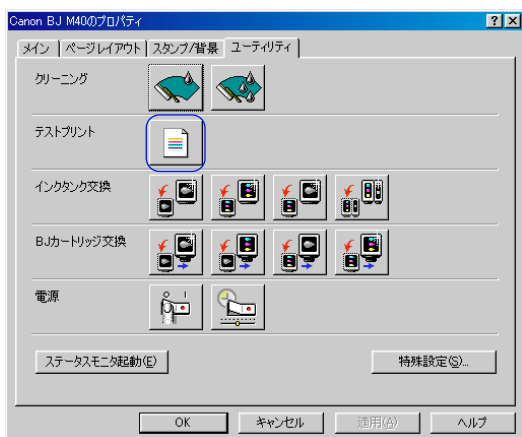 Canon BJ M40のプロパティ
メイン ページレイアウト スタンプ/背景 ユーティリティ
クリーニング
テストプリント
インクタンク交換
BJカートリッジ交換
電源
ステータスモニタ起動(E) 特殊設定(S)...
OK キャンセル 適用(A) ヘルプ